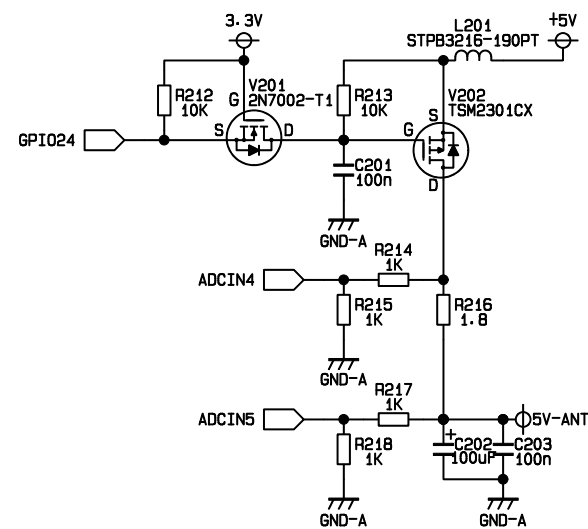 3.3V
L201
STPB3216-190PT
+5V
R212
10K
G
V201
2N7002-T1
R213
10K
V202
TSM2301CX
S
S
D
G
GPIO24
C201
100n
D
GND-A
R214
1K
ADCIN4
R215
1K
R216
1.8
GND-A
R217
1K
ADCIN5
5V-ANT
R218
1K
+
C202
100uF
C203
100n
GND-A
GND-A